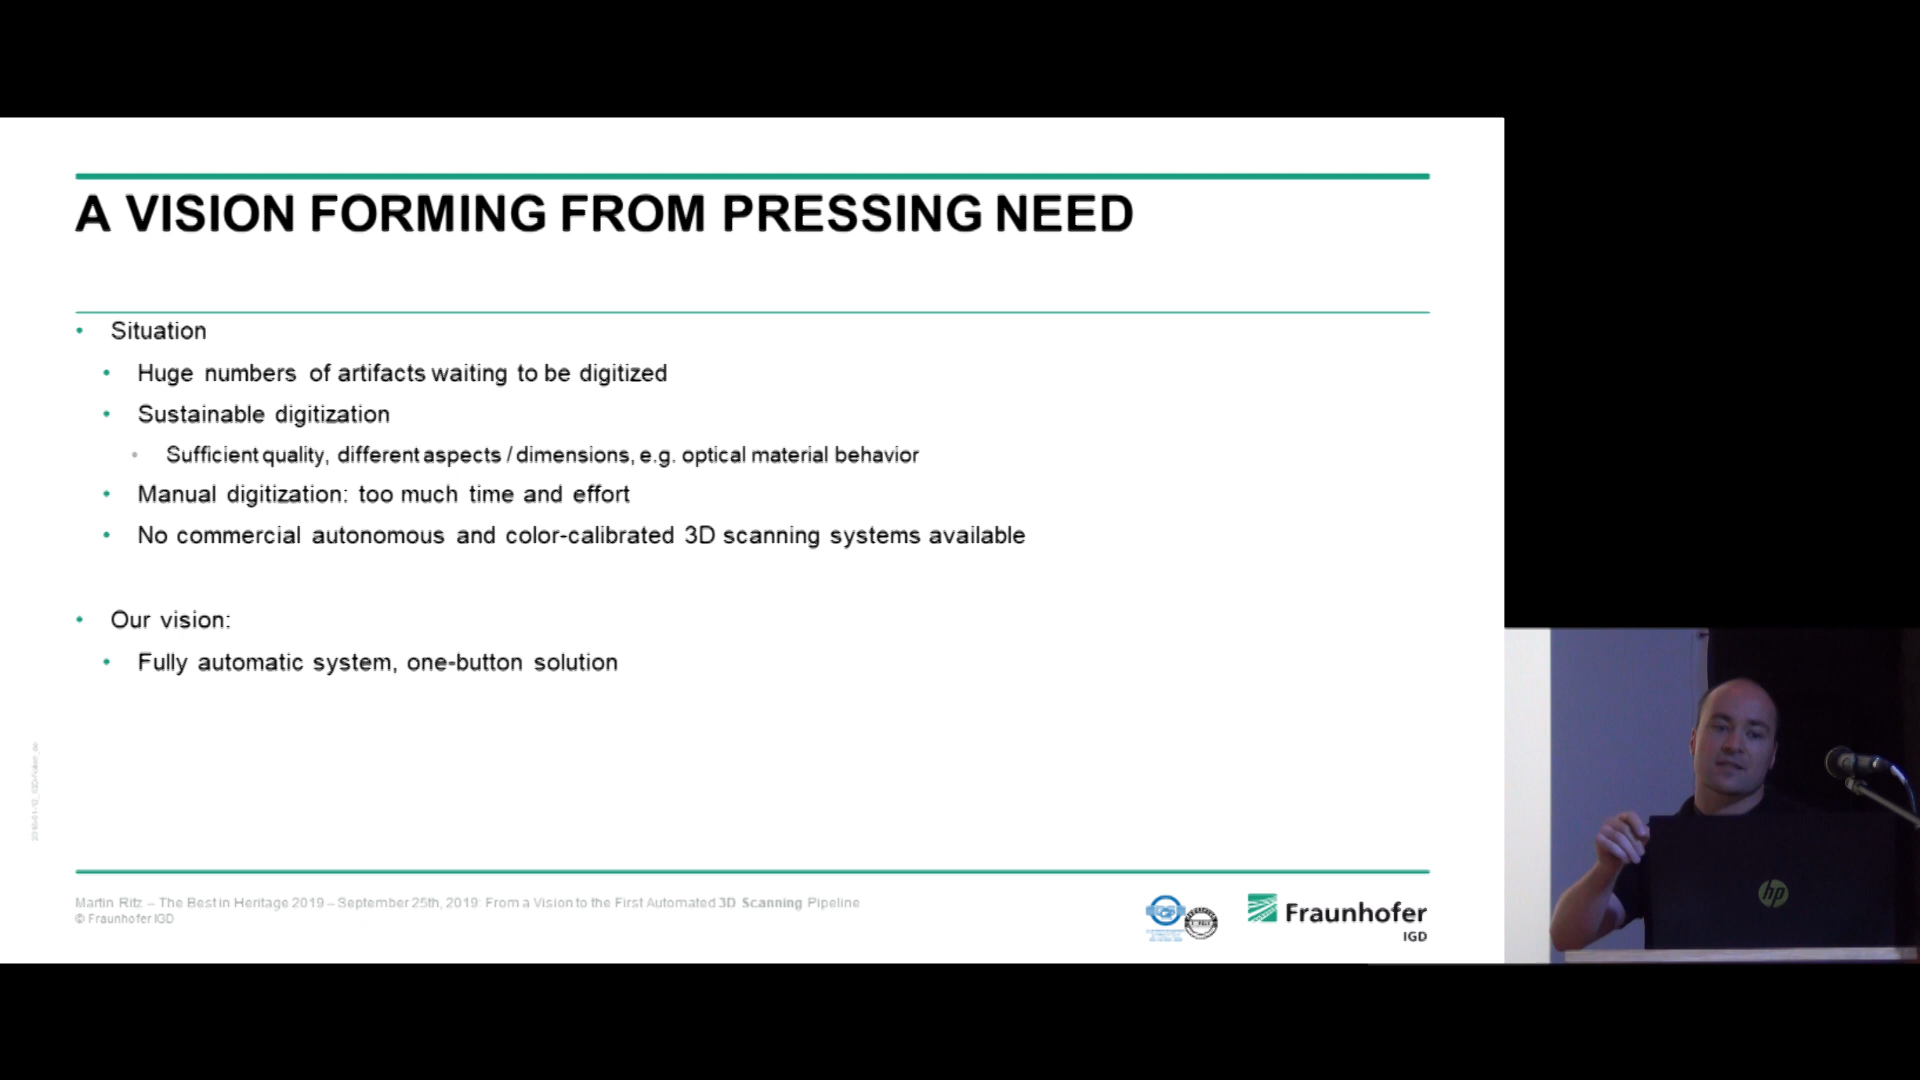 A VISION FORMING FROM PRESSING NEED
Situation
Huge numbers of artifacts waiting to be digitized
Sustainable digitization
Sufficient quality, different aspects / dimensions, e.g. optical material behavior
Manual digitization: too much time and effort
No commercial autonomous and color-calibrated 3D scanning systems available
Our vision:
Fully automatic system, one-button solution
Martin Ritz – The Best in Heritage 2019 – September 25th, 2019: From a Vision to the First Automated 3D Scanning Pipeline
© Fraunhofer IGD
Fraunhofer
IGD
hp